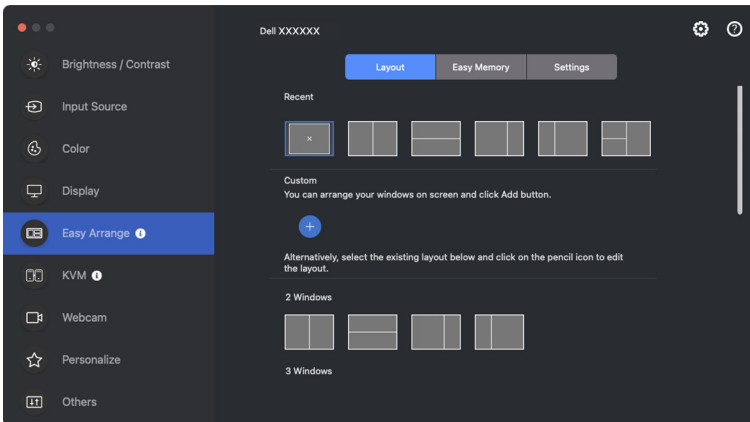 Dell XXXXXX
Brightness / Contrast
Input Source
Color
Display
Easy Arrange
KVM
Webcam
Personalize
Others
Layout
Easy Memory
Settings
Recent
Custom
You can arrange your windows on screen and click Add button.
Alternatively, select the existing layout below and click on the pencil icon to edit
the layout.
2 Windows
3 Windows